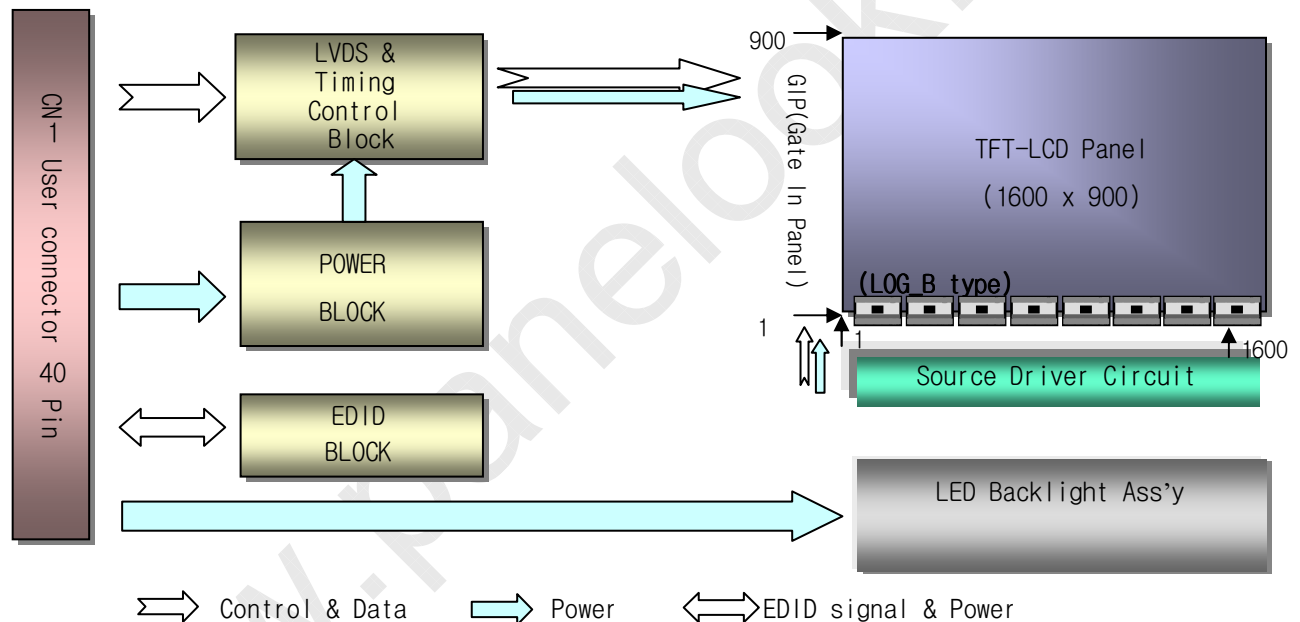 CN1 User connector 40 Pin
LVDS &
Timing
Control
Block
POWER
BLOCK
EDID
BLOCK
900
GIP(Gate In Panel)
1
TFT-LCD Panel
(1600 x 900)
(LOG_B type)
1
1600
Source Driver Circuit
LED Backlight Ass’y
Control & Data
Power
EDID signal & Power